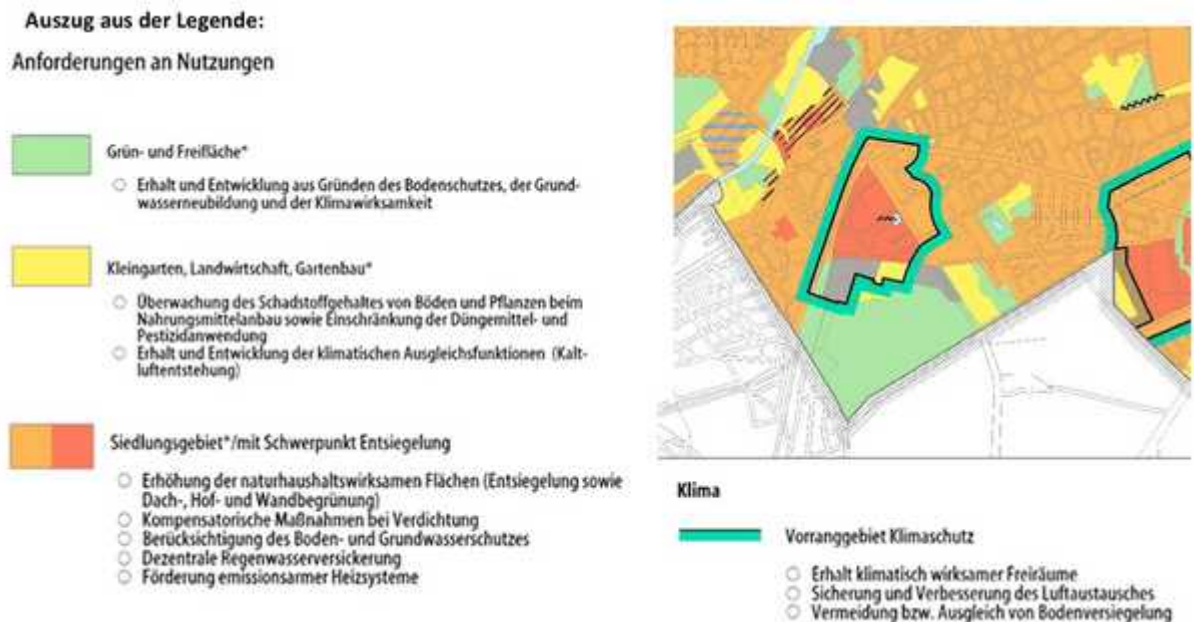 Auszug aus der Legende:
Anforderungen an Nutzungen
Grün- und Freifläche*
○ Erhalt und Entwicklung aus Gründen des Bodenschutzes, der Grund-
wasserneubildung und der Klimawirksamkeit
Kleingarten, Landwirtschaft, Gartenbau*
○ Überwachung des Schadstoffgehaltes von Böden und Pflanzen beim
Nahrungsmittelanbau sowie Einschränkung der Düngemittel- und
Pestizidanwendung
○ Erhalt und Entwicklung der klimatischen Ausgleichsfunktionen (Kalt-
luftentstehung)
Siedlungsgebiet*/mit Schwerpunkt Entsiegelung
○ Erhöhung der naturhaushaltswirksamen Flächen (Entsiegelung sowie
Dach-, Hof- und Wandbegrünung)
○ Kompensatorische Maßnahmen bei Verdichtung
○ Berücksichtigung des Boden- und Grundwasserschutzes
○ Dezentrale Regenwasserversickerung
○ Förderung emissionsarmer Heizsysteme
Klima
Vorranggebiet Klimaschutz
○ Erhalt klimatisch wirksamer Freiräume
○ Sicherung und Verbesserung des Luftaustausches
○ Vermeidung bzw. Ausgleich von Bodenversiegelung